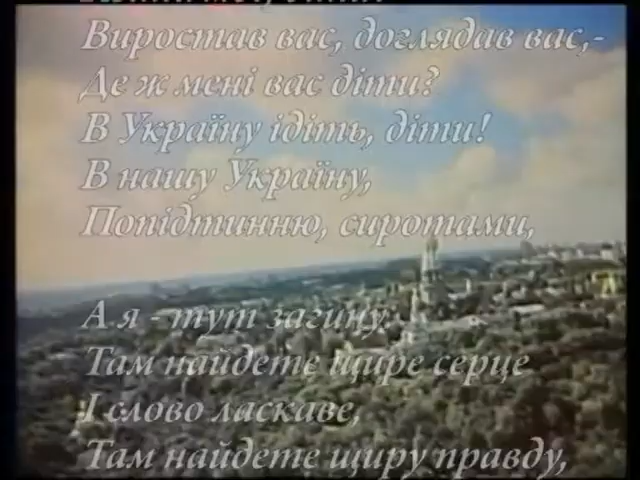 Виростав вас, доглядав вас,-
Де ж мені вас діти?
В Україну ідіть, діти!
В нашу Україну,
Попідтинню, сиротами,
А я - тут загину.
Там найдете щире серце
І слово ласкаве,
Там найдете щиру правду,